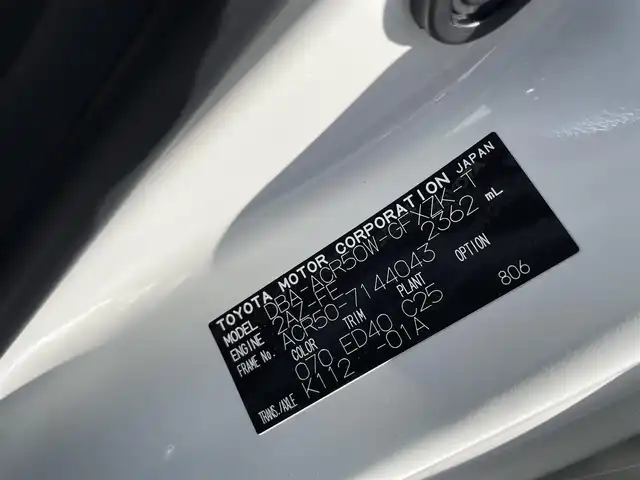 TOYOTA MOTOR CORPORATION JAPAN
MODEL DBA-ACR50W-GFXZK-T
ENGINE 2AZ-FE 2362 mL
FRAME No. ACR50-7144043
COLOR TRIM PLANT OPTION
070 ED40 C25 806
TRANS./AXLE K112 -01A